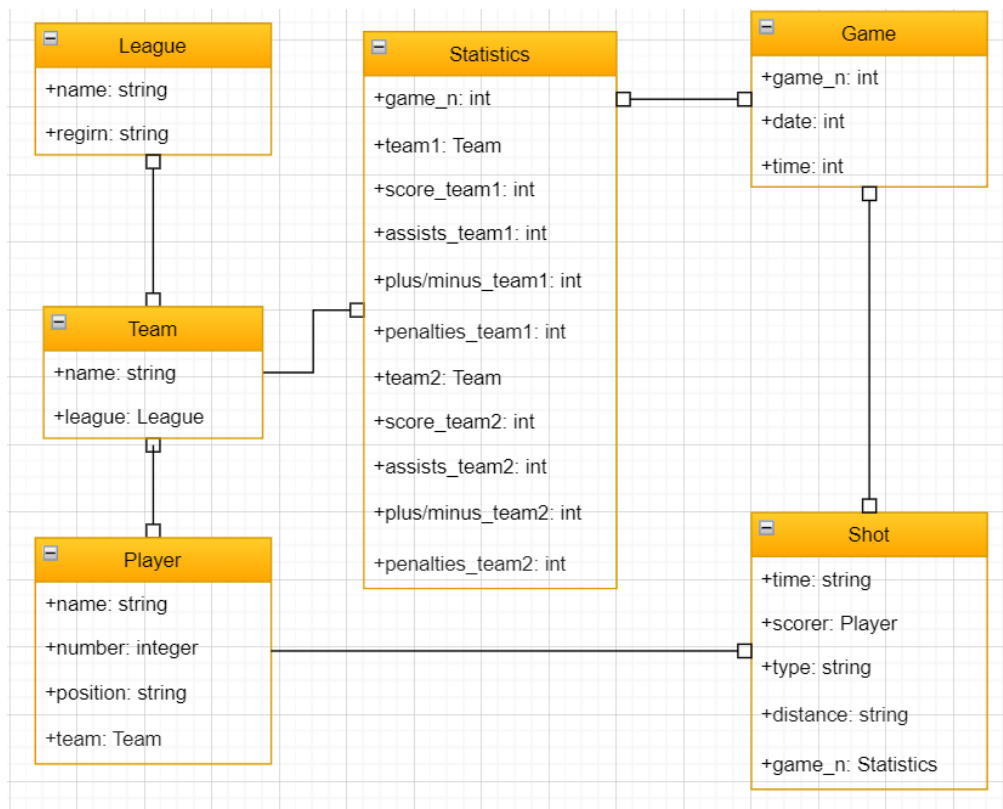 League
+name: string
+regirn: string
Team
+name: string
+league: League
Player
+name: string
+number: integer
+position: string
+team: Team
Statistics
+game_n: int
+team1: Team
+score_team1: int
+assists_team1: int
+plus/minus_team1: int
+penalties_team1: int
+team2: Team
+score_team2: int
+assists_team2: int
+plus/minus_team2: int
+penalties_team2: int
Game
+game_n: int
+date: int
+time: int
Shot
+time: string
+scorer: Player
+type: string
+distance: string
+game_n: Statistics